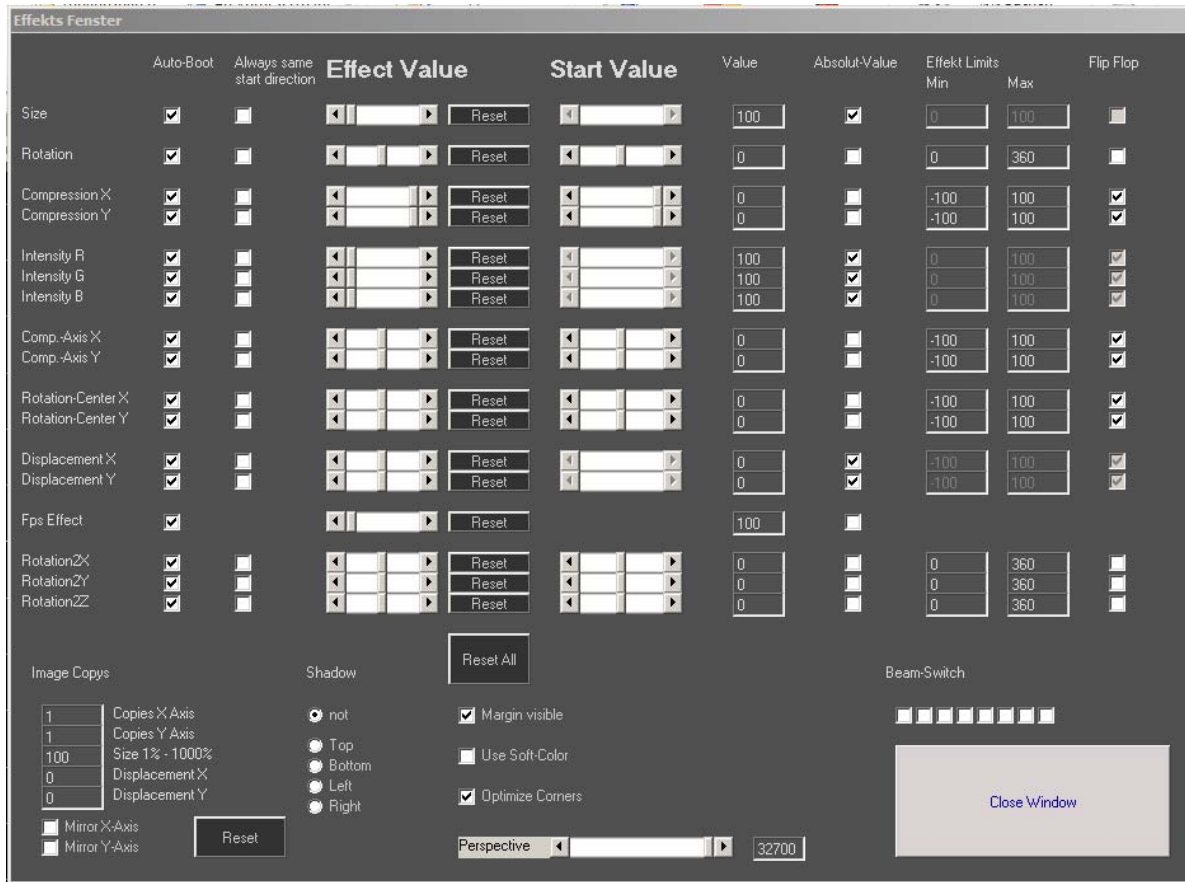 Effekts Fenster
Auto-Boot Always same start direction Effect Value Start Value Value Absolut-Value Effekt Limits Min Max Flip Flop
Size Reset 100 0 100
Rotation Reset 0 0 360
Compression X Reset 0 -100 100
Compression Y Reset 0 -100 100
Intensity R Reset 100 0 100
Intensity G Reset 100 0 100
Intensity B Reset 100 0 100
Comp.-Axis X Reset 0 -100 100
Comp.-Axis Y Reset 0 -100 100
Rotation-Center X Reset 0 -100 100
Rotation-Center Y Reset 0 -100 100
Displacement X Reset 0 -100 100
Displacement Y Reset 0 -100 100
Fps Effect Reset 100
Rotation2X Reset 0 0 360
Rotation2Y Reset 0 0 360
Rotation2Z Reset 0 0 360
Reset All
Image Copys Shadow Beam-Switch
1 Copies X Axis not Margin visible
1 Copies Y Axis
100 Size 1% - 1000% Top Use Soft-Color
0 Displacement X Bottom
0 Displacement Y Left Optimize Corners
Right
Mirror X-Axis
Mirror Y-Axis Reset
Perspective 32700
Close Window